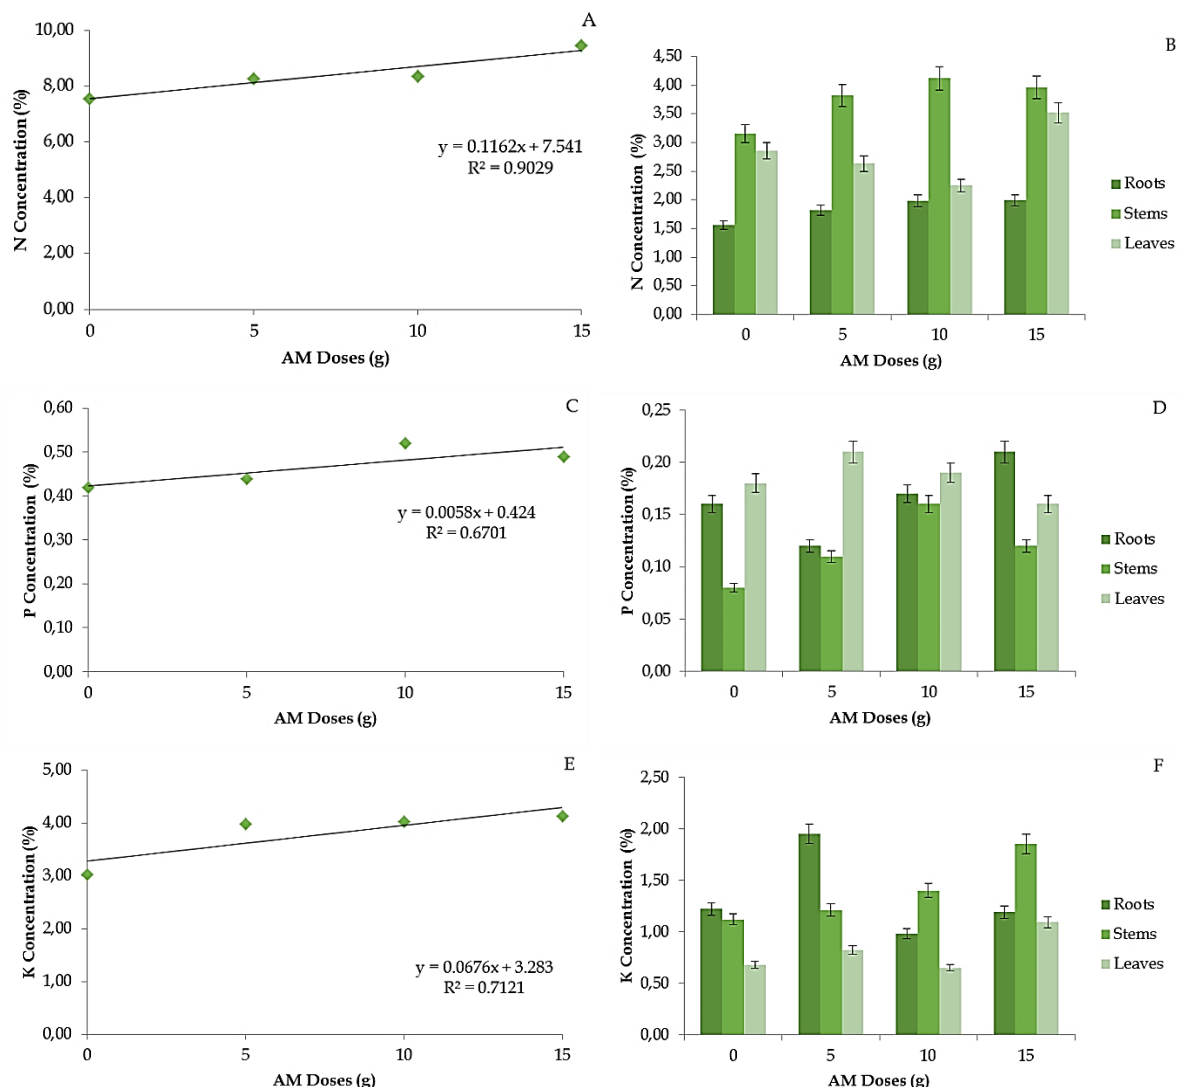 A
N Concentration (%)
10,00
8,00
6,00
4,00
2,00
0,00
y = 0.1162x + 7.541
R² = 0.9029
0 5 10 15
AM Doses (g)
B
N Concentration (%)
4,50
4,00
3,50
3,00
2,50
2,00
1,50
1,00
0,50
0,00
0 5 10 15
AM Doses (g)
Roots
Stems
Leaves
C
P Concentration (%)
0,60
0,50
0,40
0,30
0,20
0,10
0,00
y = 0.0058x + 0.424
R² = 0.6701
0 5 10 15
AM Doses (g)
D
P Concentration (%)
0,25
0,20
0,15
0,10
0,05
0,00
0 5 10 15
AM Doses (g)
Roots
Stems
Leaves
E
K Concentration (%)
5,00
4,00
3,00
2,00
1,00
0,00
y = 0.0676x + 3.283
R² = 0.7121
0 5 10 15
AM Doses (g)
F
K Concentration (%)
2,50
2,00
1,50
1,00
0,50
0,00
0 5 10 15
AM Doses (g)
Roots
Stems
Leaves